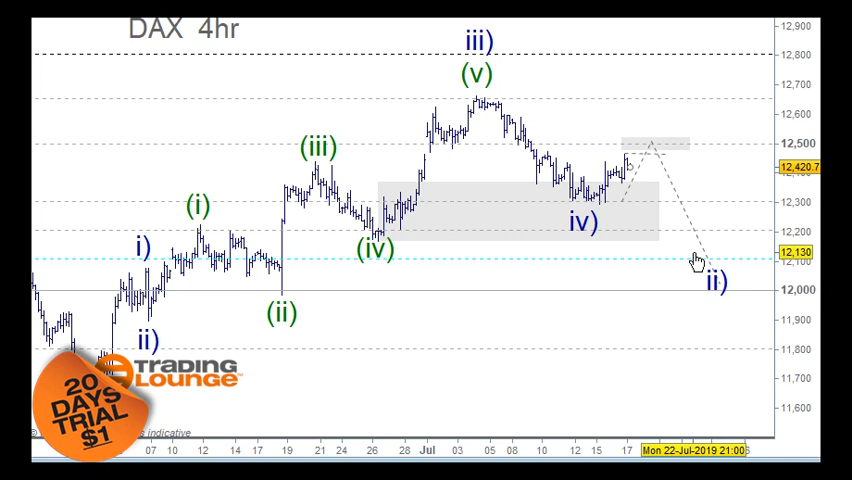 DAX 4hr
12,900
iii)
12,800
(v)
12,700
12,600
(iii)
12,500
12,420.7
(i)
12,300
iv)
i)
(iv)
12,200
12,130
12,100
ii)
(ii)
12,000
ii)
11,900
11,800
TRADING
LOUNGE
11,700
20
DAYS
TRIAL
$1
11,600
indicative
07 10 12 14 17 19 21 24 26 28 Jul 03 05 08 10 12 15 17 Mon 22-Jul-2019 21:00